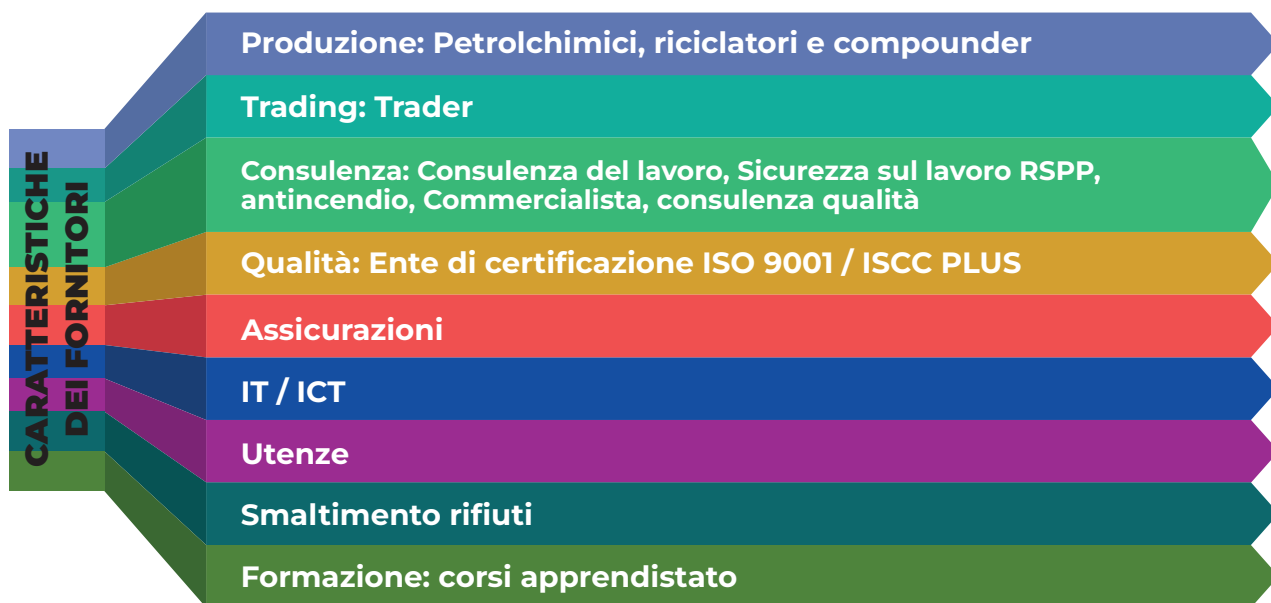 CARATTERISTICHE
DEI FORNITORI
Produzione: Petrolchimici, riciclatori e compounder
Trading: Trader
Consulenza: Consulenza del lavoro, Sicurezza sul lavoro RSPP,
antincendio, Commercialista, consulenza qualità
Qualità: Ente di certificazione ISO 9001 / ISCC PLUS
Assicurazioni
IT / ICT
Utenze
Smaltimento rifiuti
Formazione: corsi apprendistato